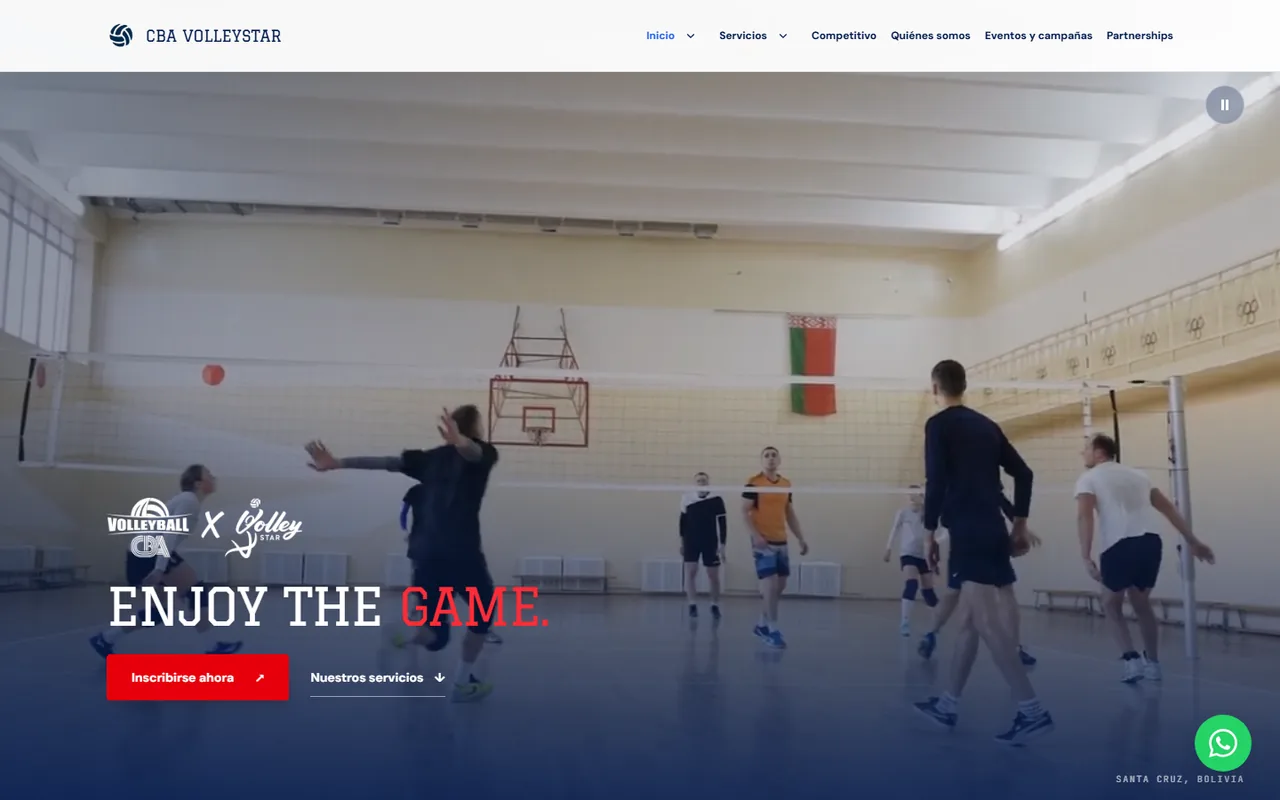 CBA VOLLEYSTAR
Inicio
Servicios
Competitivo
Quiénes somos
Eventos y campañas
Partnerships
VOLLEYBALL
CBA
X
Volley
STAR
ENJOY THE GAME.
Inscribirse ahora ↗
Nuestros servicios ↓
SANTA CRUZ, BOLIVIA